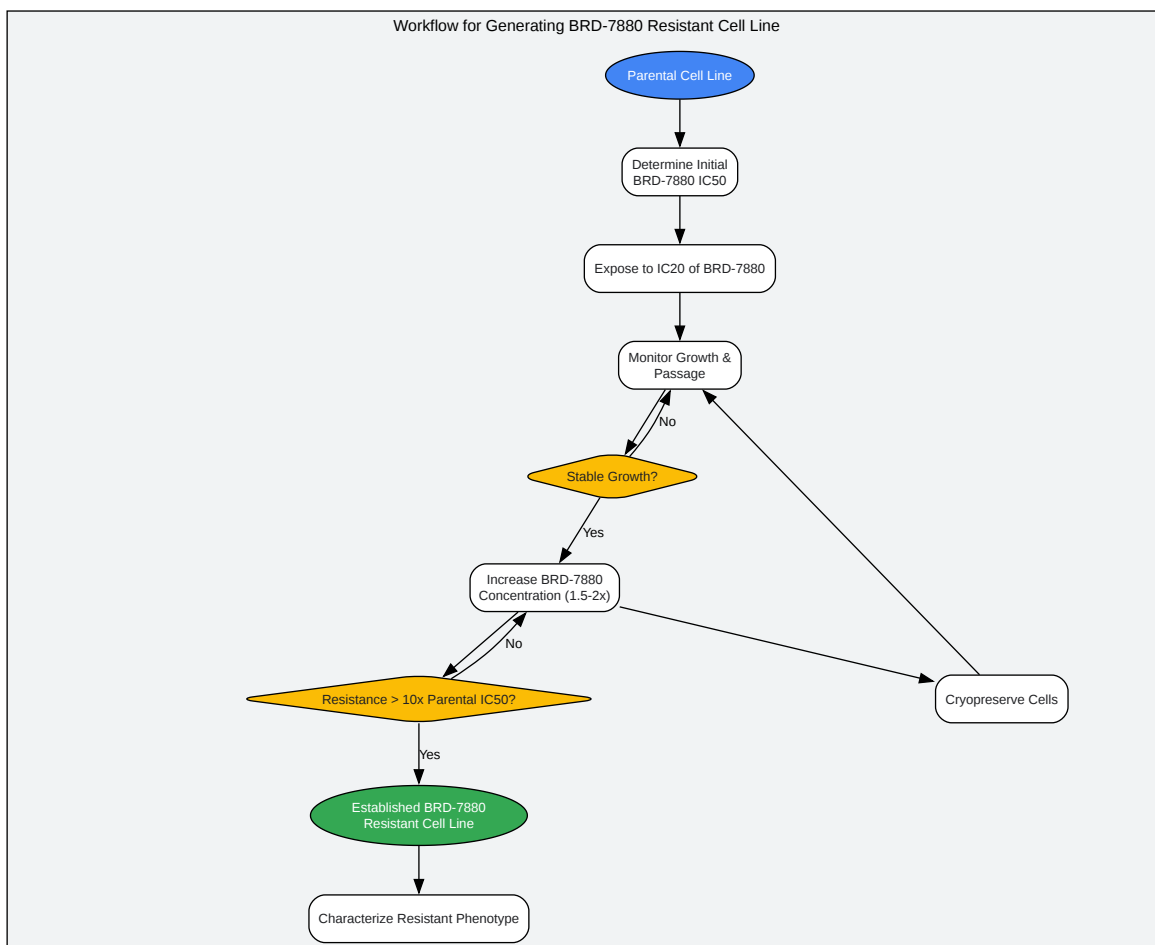 Workflow for Generating BRD-7880 Resistant Cell Line
Parental Cell Line
Determine Initial
BRD-7880 IC50
Expose to IC20 of BRD-7880
Monitor Growth &
Passage
No
Stable Growth?
Yes
Increase BRD-7880
Concentration (1.5-2x)
No
Resistance > 10x Parental IC50?
Cryopreserve Cells
Yes
Established BRD-7880
Resistant Cell Line
Characterize Resistant Phenotype